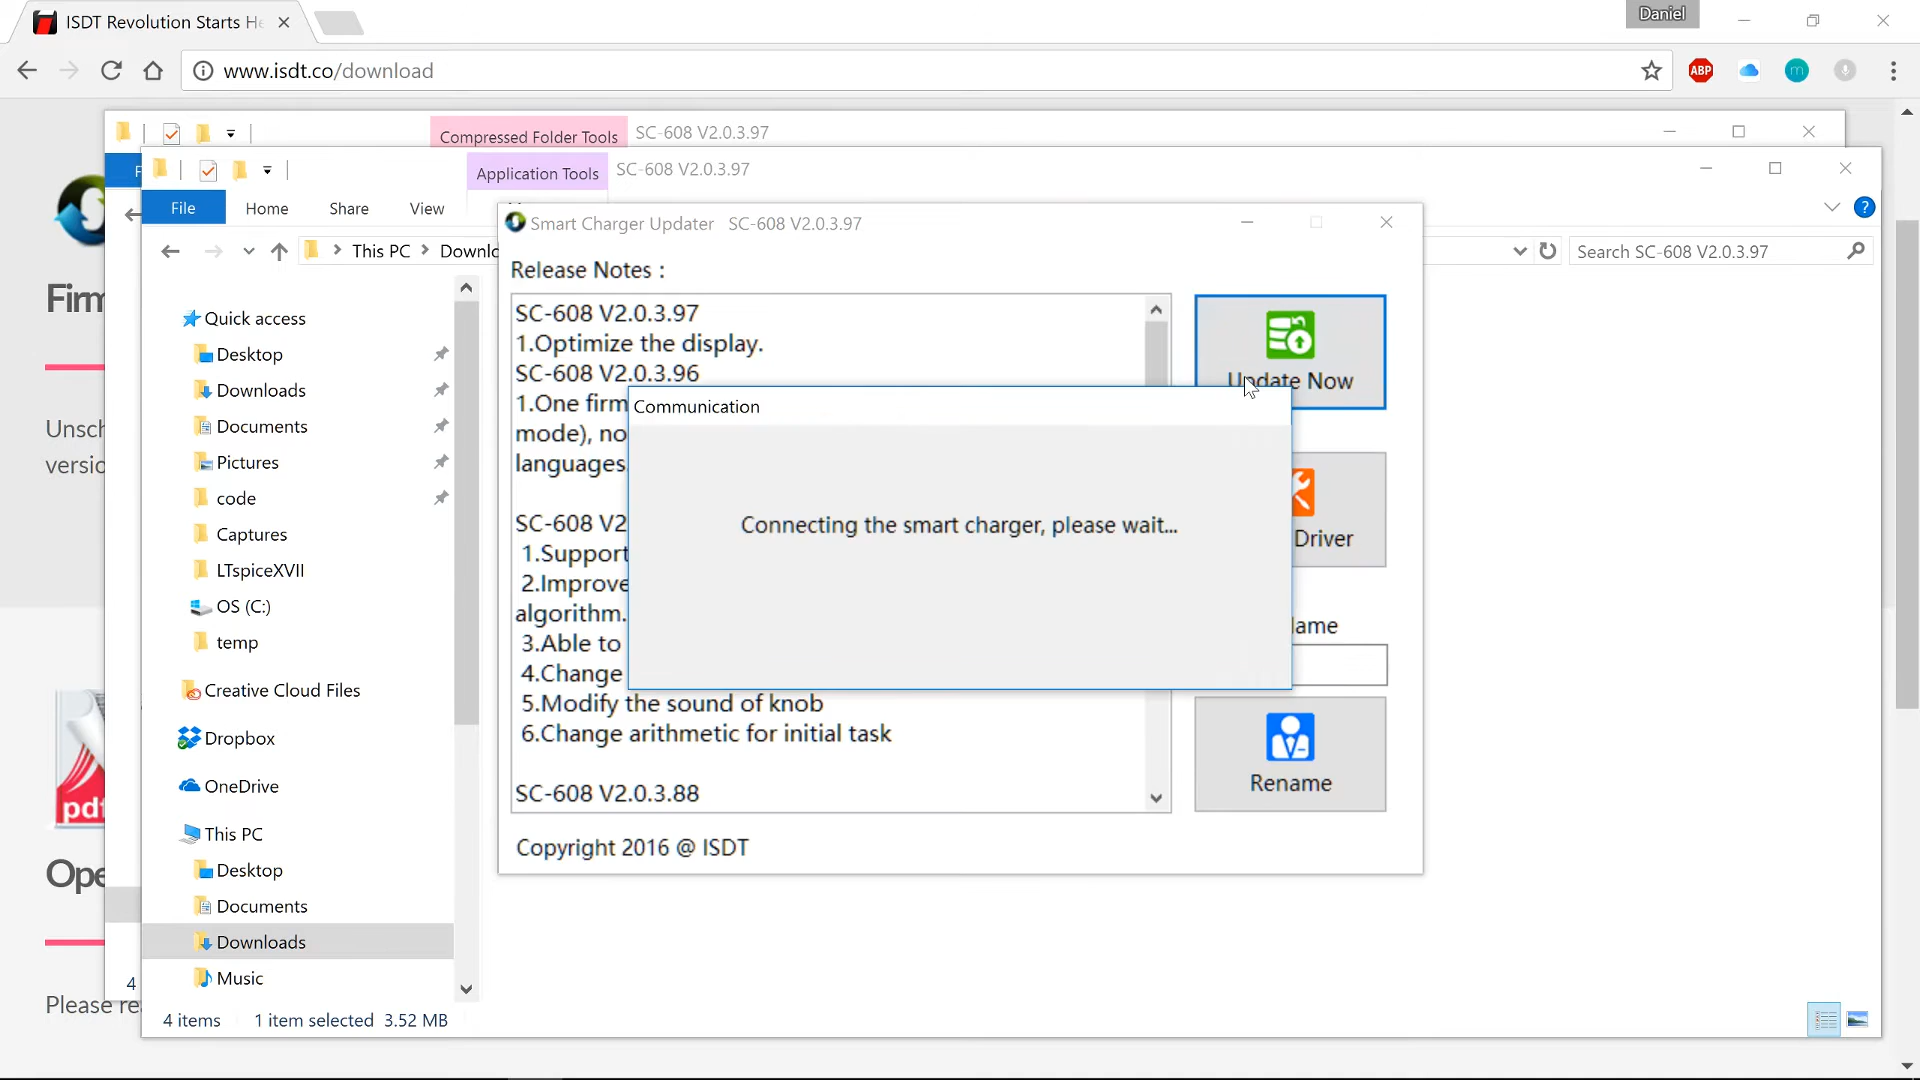 ISDT Revolution Starts He
Daniel
www.isdt.co/download
ABP
m
Compressed Folder Tools
SC-608 V2.0.3.97
F
Application Tools
SC-608 V2.0.3.97
File
Home
Share
View
?
Smart Charger Updater SC-608 V2.0.3.97
This PC
Downlo
Search SC-608 V2.0.3.97
Release Notes :
SC-608 V2.0.3.97
1.Optimize the display.
SC-608 V2.0.3.96
1.One firm
mode), no
languages.
SC-608 V2
1.Support
2.Improve
algorithm.
3.Able to
4.Change
5.Modify the sound of knob
6.Change arithmetic for initial task
SC-608 V2.0.3.88
Copyright 2016 @ ISDT
Update Now
Driver
Name
Rename
Communication
Connecting the smart charger, please wait...
Quick access
Desktop
Downloads
Documents
Pictures
code
Captures
LTspiceXVII
OS (C:)
temp
Creative Cloud Files
Dropbox
OneDrive
This PC
Desktop
Documents
Downloads
Music
4 items
1 item selected 3.52 MB
Firm
Unsch
versio
pdf
Ope
4
Please rea